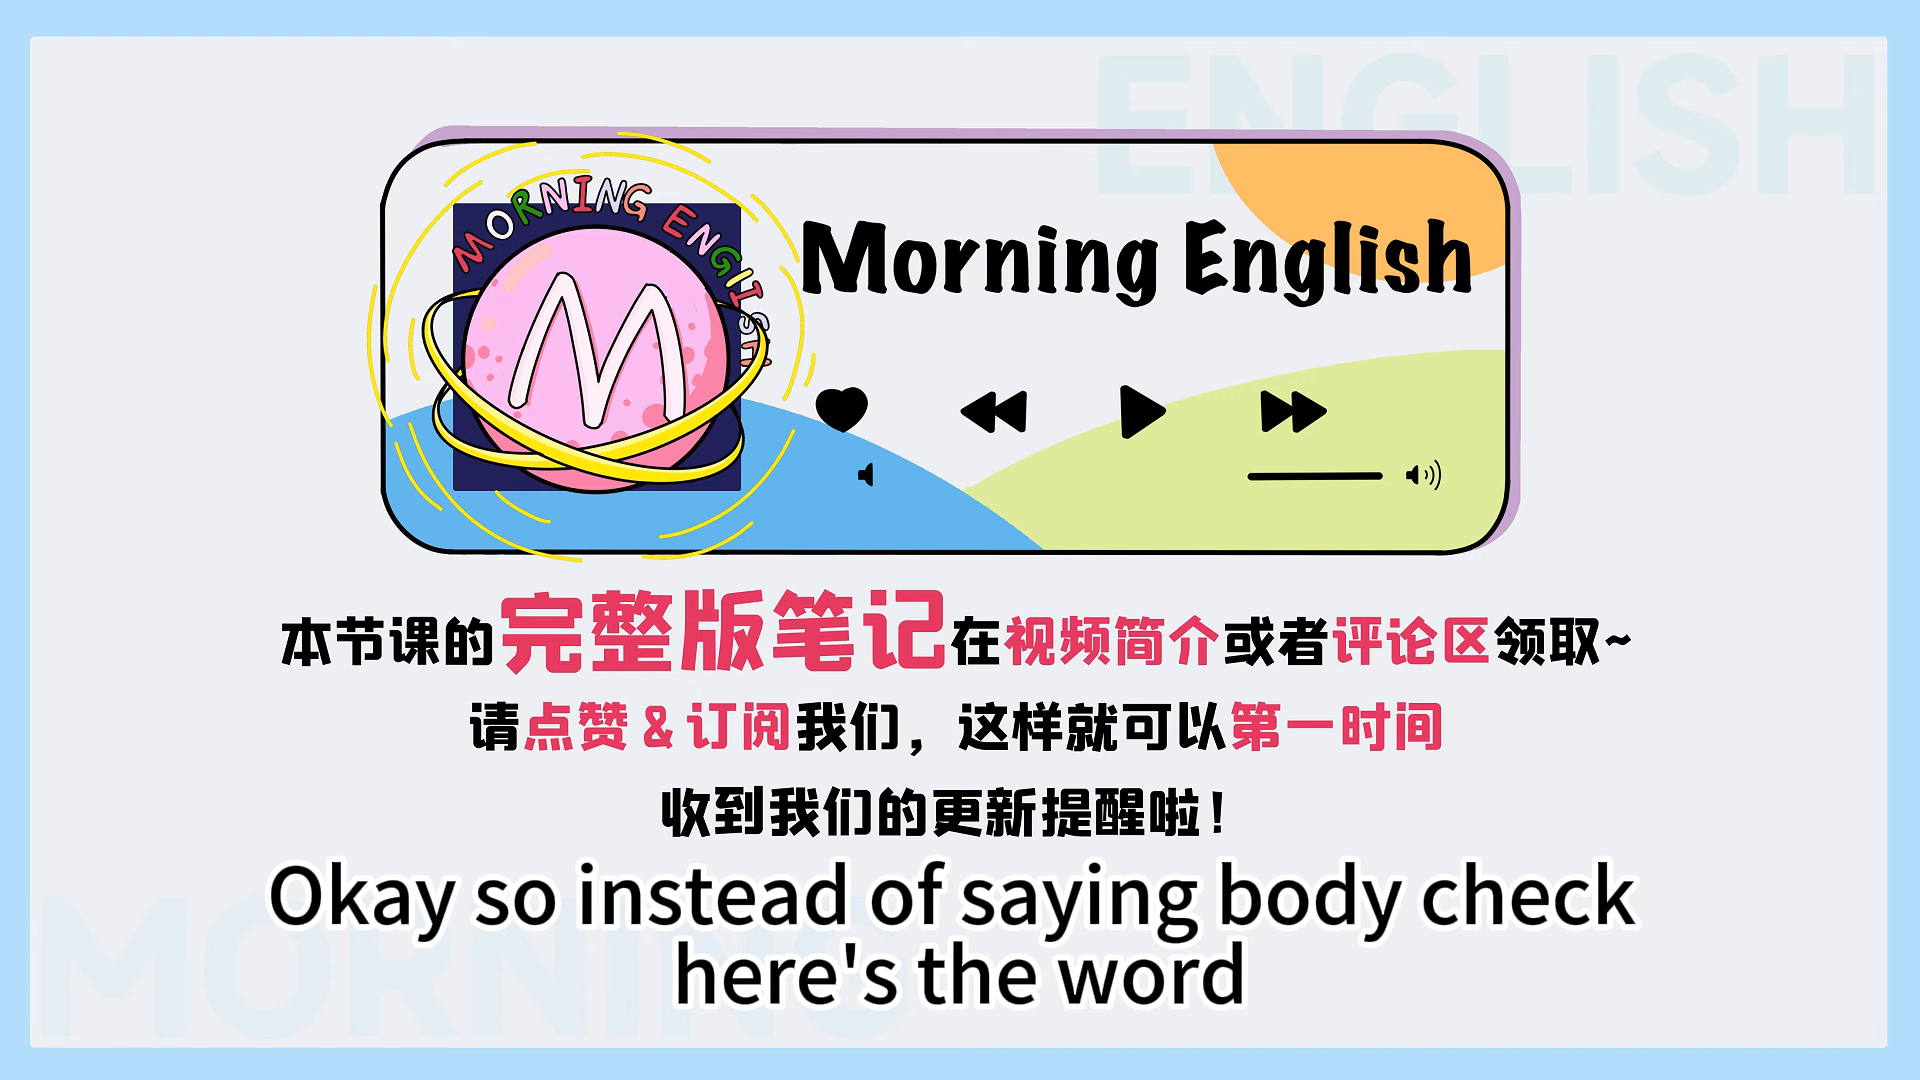 ENGLISH
MORNING ENGLISH
M
Morning English
本节课的完整版笔记在视频简介或者评论区领取~
请点赞&订阅我们，这样就可以第一时间
收到我们的更新提醒啦！
Okay so instead of saying body check
here's the word
MORNING